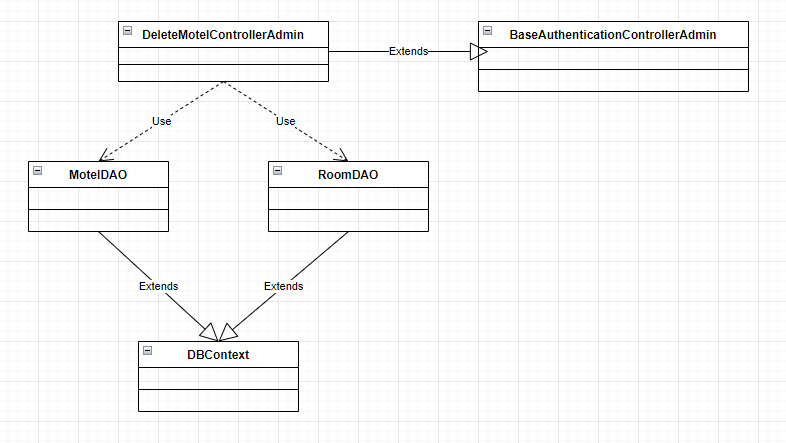 DeleteMotelControllerAdmin
BaseAuthenticationControllerAdmin
Extends
Use
Use
MotelDAO
RoomDAO
Extends
Extends
DBContext